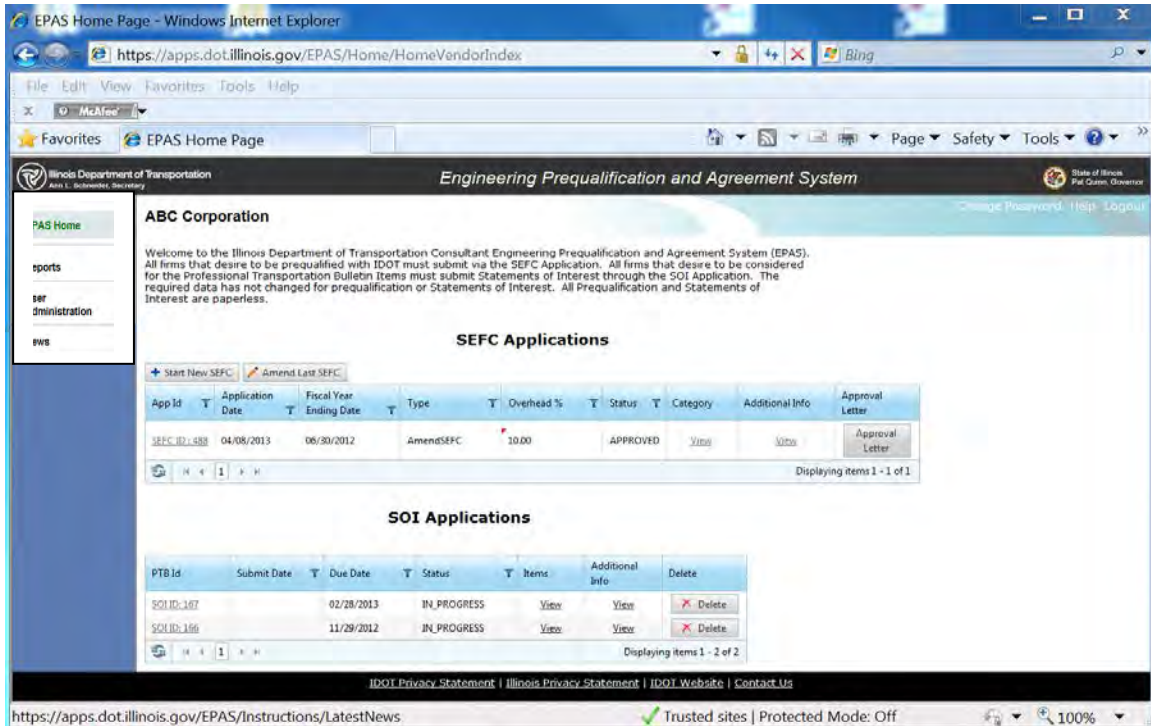 EPAS Home Page - Windows Internet Explorer
https://apps.dot.illinois.gov/EPAS/Home/HomeVendorIndex
Bing
File Edit View Favorites Tools Help
X McAfee
Favorites EPAS Home Page Page Safety Tools
Illinois Department of Transportation
Ann L. Schneider, Secretary
Engineering Prequalification and Agreement System
State of Illinois
Pat Quinn, Governor
Change Password Help Logout
PAS Home
eports
ser
dministration
ews
ABC Corporation
Welcome to the Illinois Department of Transportation Consultant Engineering Prequalification and Agreement System (EPAS).
All firms that desire to be prequalified with IDOT must submit via the SEFC Application. All firms that desire to be considered
for the Professional Transportation Bulletin Items must submit Statements of Interest through the SOI Application. The
required data has not changed for prequalification or Statements of Interest. All Prequalification and Statements of
Interest are paperless.
SEFC Applications
Start New SEFC Amend Last SEFC
App Id Application Date Fiscal Year Ending Date Type Overhead % Status Category Additional Info Approval Letter
SEFC ID: 488 04/08/2013 06/30/2012 AmendSEFC 10.00 APPROVED View View Approval Letter
1 Displaying items 1 - 1 of 1
SOI Applications
PTB Id Submit Date Due Date Status Items Additional Info Delete
SOI ID: 167 02/28/2013 IN_PROGRESS View View Delete
SOI ID: 166 11/29/2012 IN_PROGRESS View View Delete
1 Displaying items 1 - 2 of 2
IDOT Privacy Statement | Illinois Privacy Statement | IDOT Website | Contact Us
https://apps.dot.illinois.gov/EPAS/Instructions/LatestNews Trusted sites | Protected Mode: Off 100%